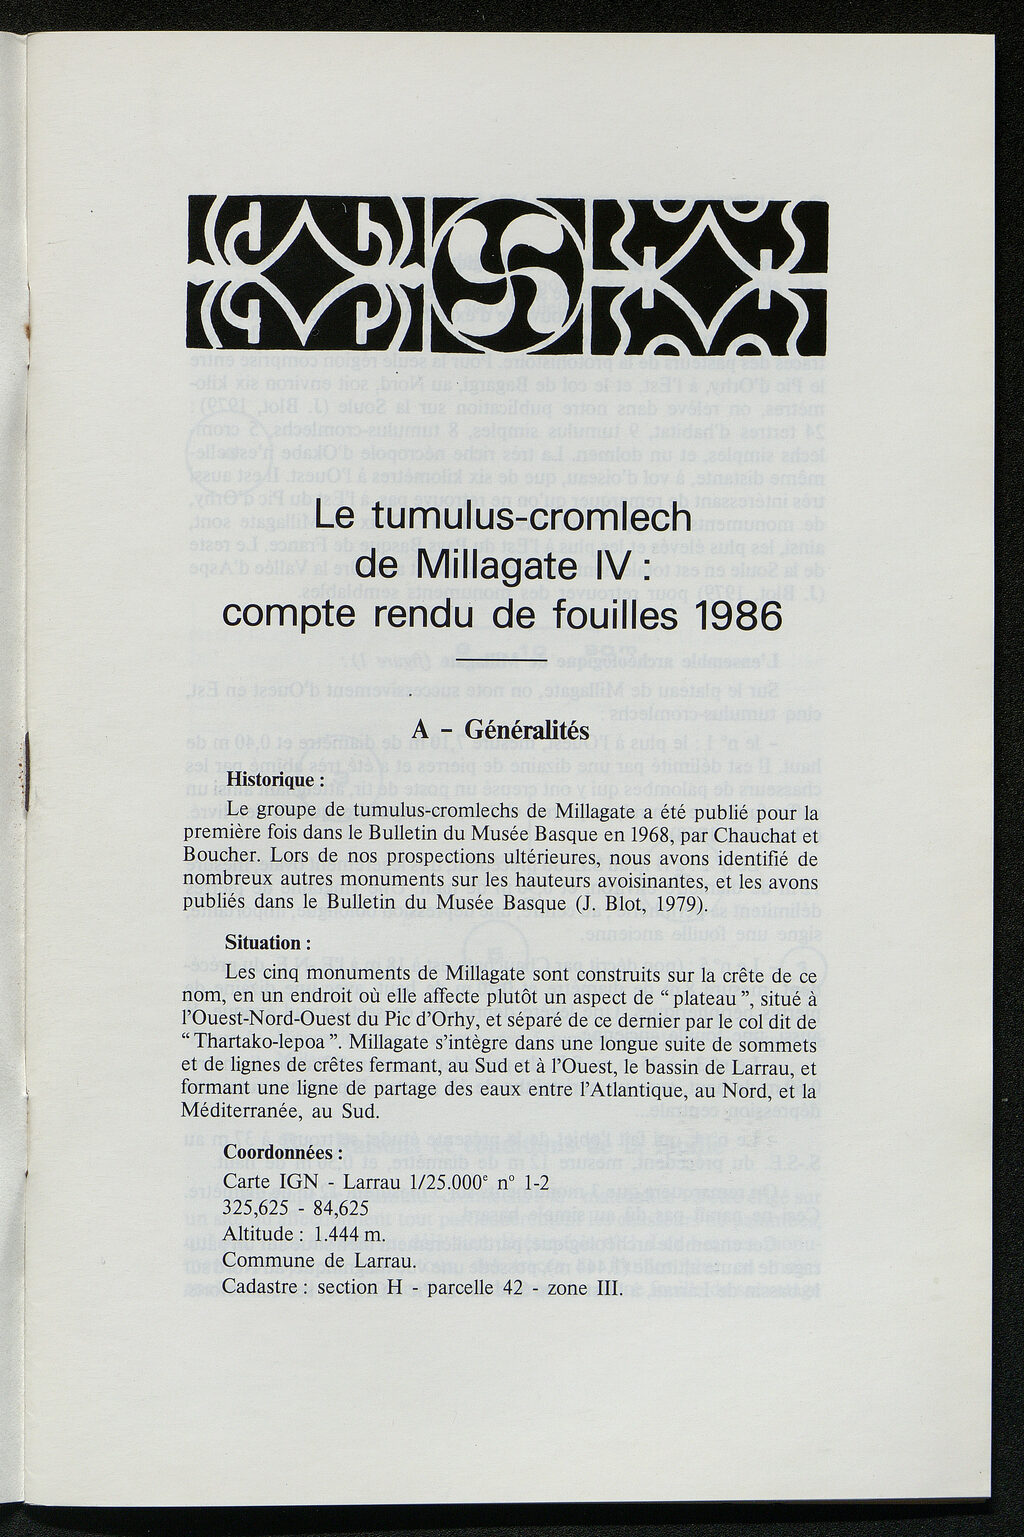 Le tumulus-cromlech
de Millagate IV :
compte rendu de fouilles 1986
A – Généralités
Historique :
Le groupe de tumulus-cromlechs de Millagate a été publié pour la
première fois dans le Bulletin du Musée Basque en 1968, par Chauchat et
Boucher. Lors de nos prospections ultérieures, nous avons identifié de
nombreux autres monuments sur les hauteurs avoisinantes, et les avons
publiés dans le Bulletin du Musée Basque (J. Blot, 1979).
Situation :
Les cinq monuments de Millagate sont construits sur la crête de ce
nom, en un endroit où elle affecte plutôt un aspect de “ plateau ”, situé à
l’Ouest-Nord-Ouest du Pic d’Orhy, et séparé de ce dernier par le col dit de
“ Thartako-lepoa ”. Millagate s’intègre dans une longue suite de sommets
et de lignes de crêtes fermant, au Sud et à l’Ouest, le bassin de Larrau, et
formant une ligne de partage des eaux entre l’Atlantique, au Nord, et la
Méditerranée, au Sud.
Coordonnées :
Carte IGN - Larrau 1/25.000ᵉ n° 1-2
325,625 - 84,625
Altitude : 1.444 m.
Commune de Larrau.
Cadastre : section H - parcelle 42 - zone III.